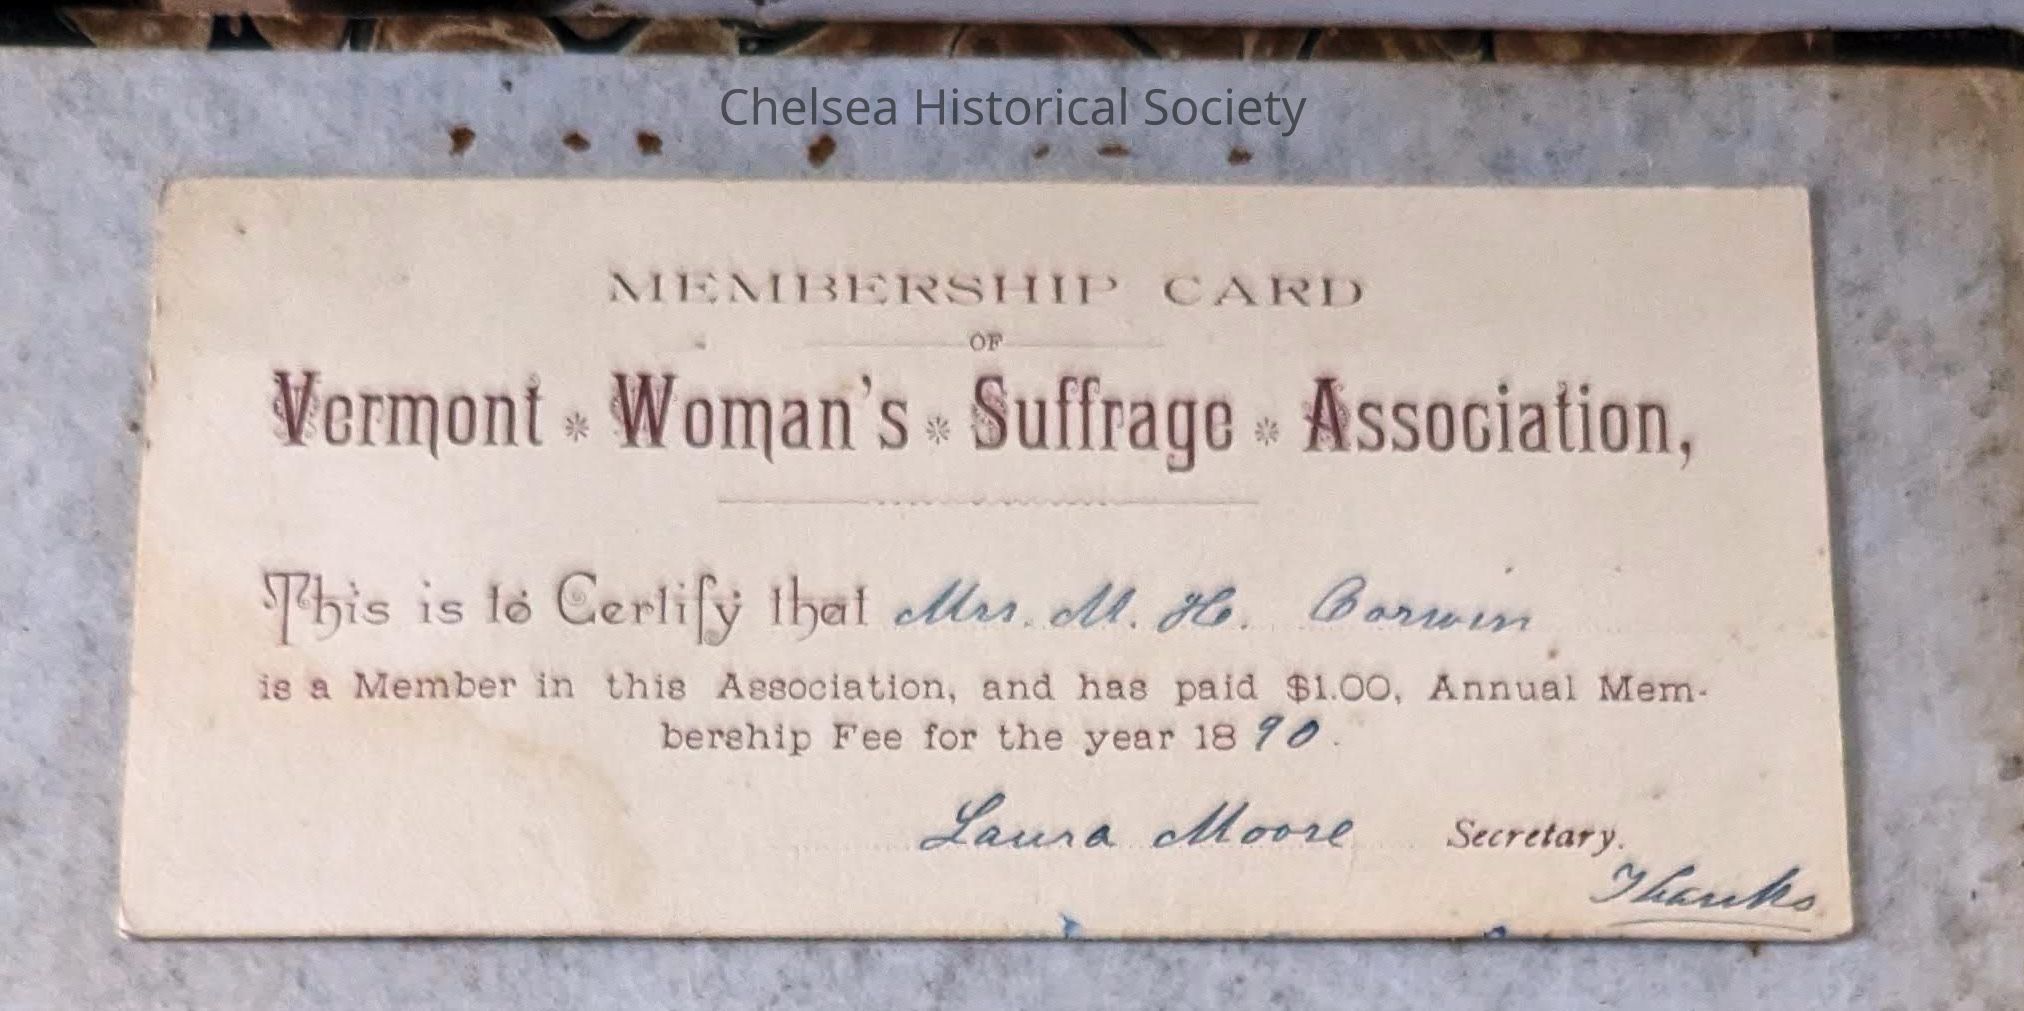 Chelsea Historical Society
MEMBERSHIP CARD
OF
Vermont * Woman's * Suffrage * Association,
This is to Certify that Mrs. M. H. Corwin
is a Member in this Association, and has paid $1.00, Annual Mem-
bership Fee for the year 1890.
Laura Moore Secretary.
Thanks